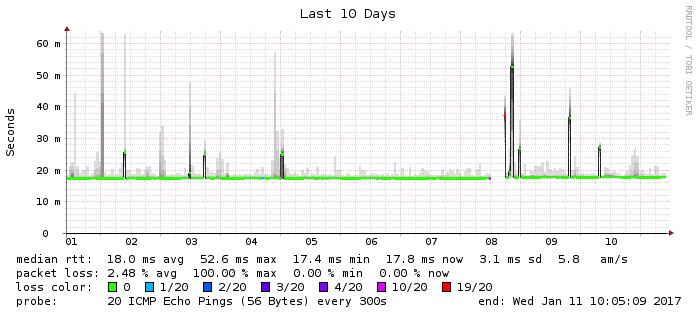 Last 10 Days
RRDTOOL / TOBI OETIKER
Seconds
60 m
50 m
40 m
30 m
20 m
10 m
0
01 02 03 04 05 06 07 08 09 10
median rtt: 18.0 ms avg 52.6 ms max 17.4 ms min 17.8 ms now 3.1 ms sd 5.8 am/s
packet loss: 2.48 % avg 100.00 % max 0.00 % min 0.00 % now
loss color: 0 1/20 2/20 3/20 4/20 10/20 19/20
probe: 20 ICMP Echo Pings (56 Bytes) every 300s end: Wed Jan 11 10:05:09 2017